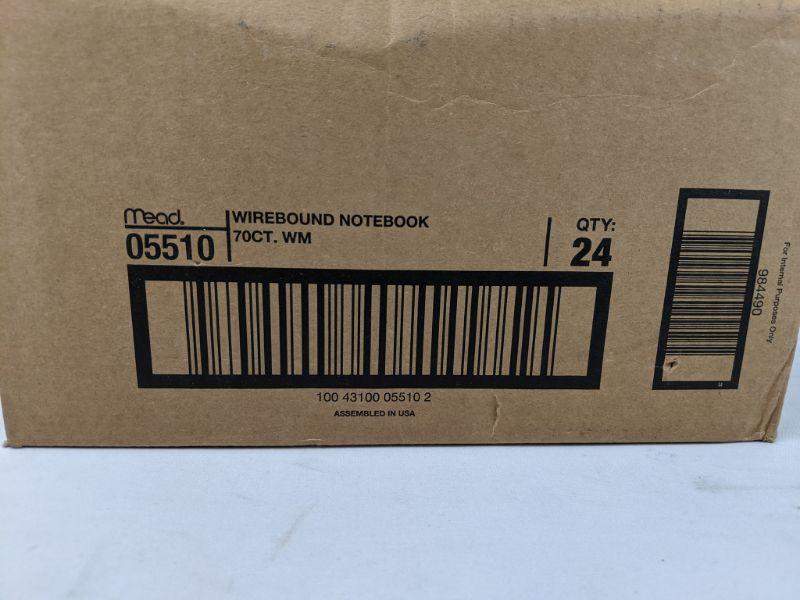 Mead.
05510
WIREBOUND NOTEBOOK
70CT. WM
QTY:
24
100 43100 05510 2
ASSEMBLED IN USA
984490
For Internal Purposes Only